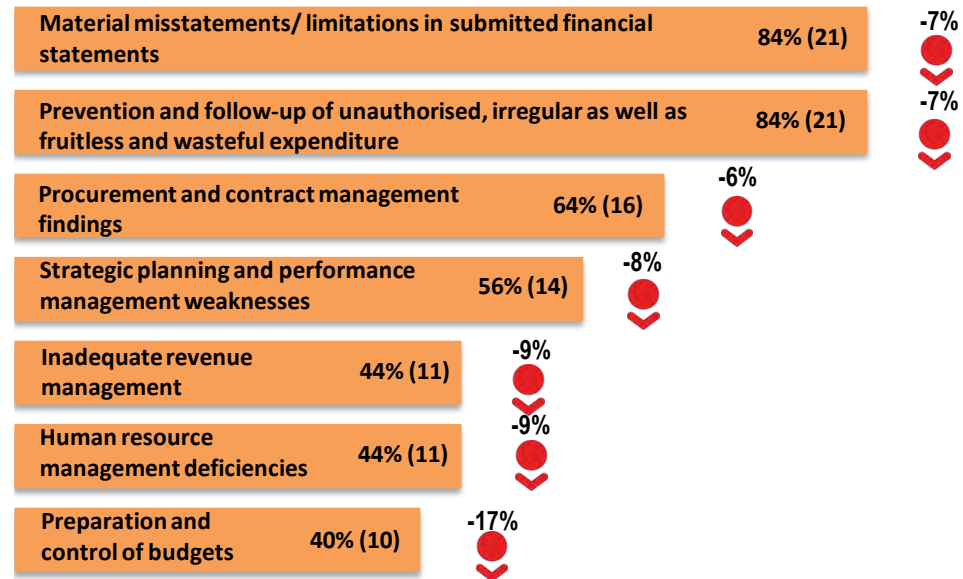 Material misstatements/ limitations in submitted financial
statements
84% (21)
-7%
Prevention and follow-up of unauthorised, irregular as well as
fruitless and wasteful expenditure
84% (21)
-7%
Procurement and contract management
findings
64% (16)
-6%
Strategic planning and performance
management weaknesses
56% (14)
-8%
Inadequate revenue
management
44% (11)
-9%
Human resource
management deficiencies
44% (11)
-9%
Preparation and
control of budgets
40% (10)
-17%